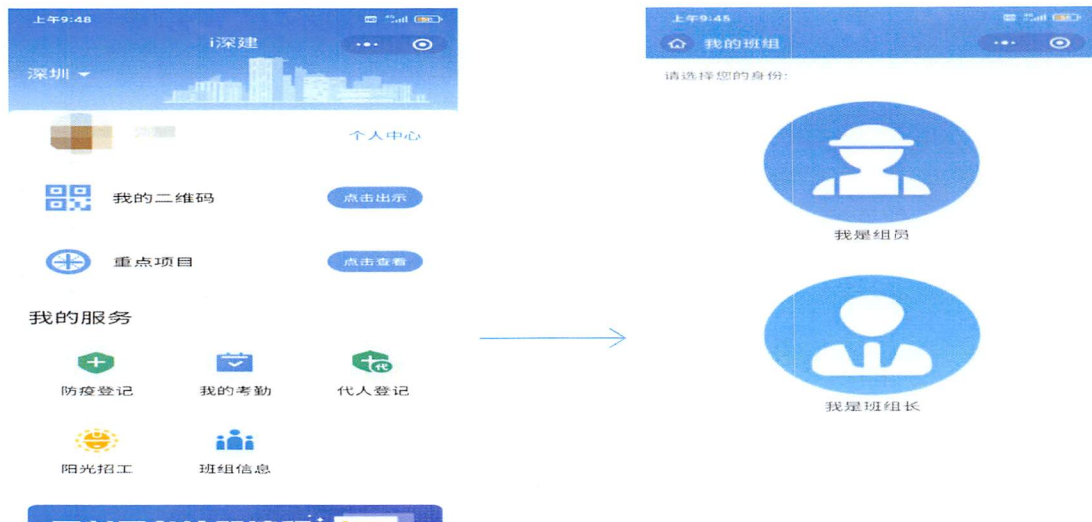 上午9:48
i深建
深圳
个人中心
我的二维码
点击出示
重点项目
点击查看
我的服务
防疫登记
我的考勤
代人登记
阳光招工
班组信息
上午9:45
我的班组
请选择您的身份:
我是组员
我是班组长